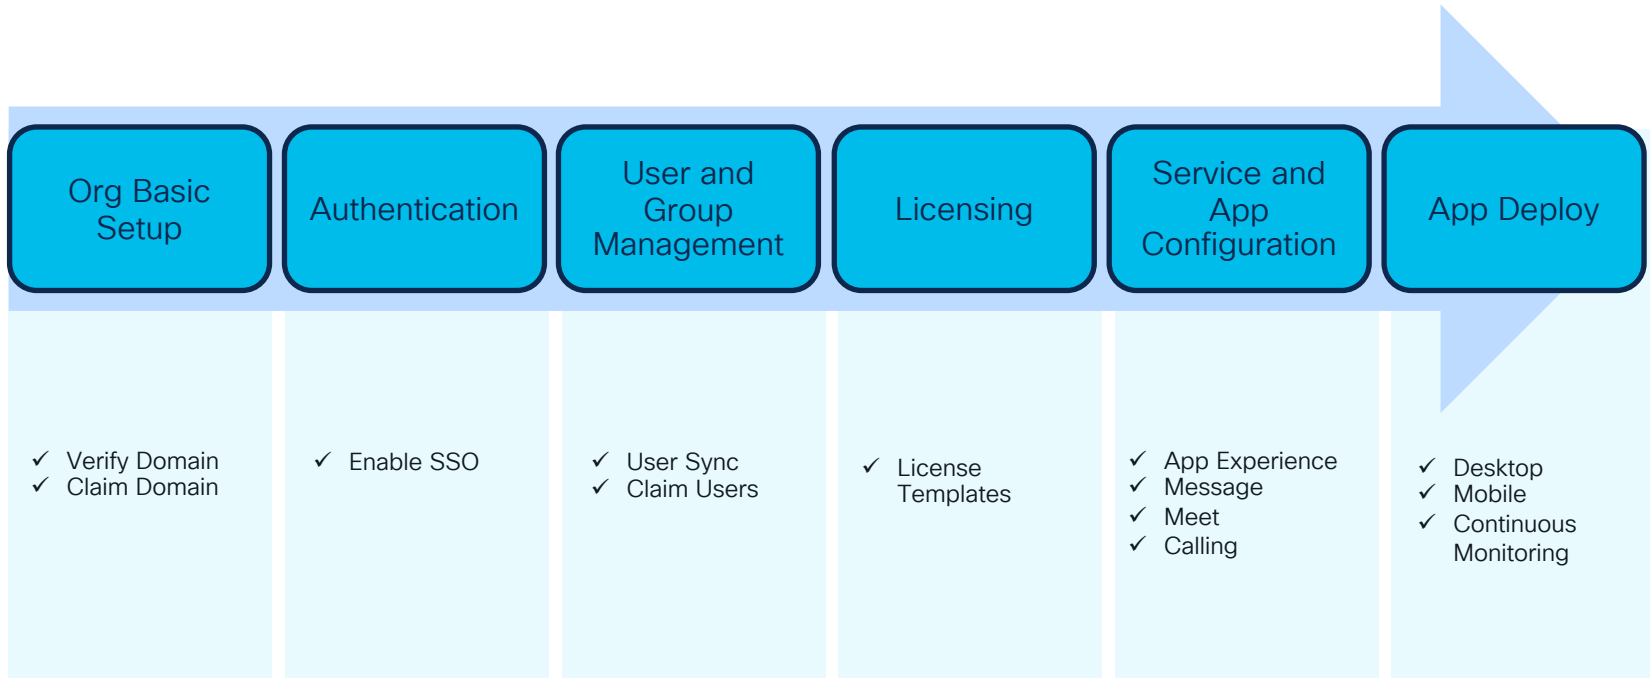 Org Basic
Setup
Authentication
User and
Group
Management
Licensing
Service and
App
Configuration
App Deploy
✓ Verify Domain
✓ Claim Domain
✓ Enable SSO
✓ User Sync
✓ Claim Users
✓ License
Templates
✓ App Experience
✓ Message
✓ Meet
✓ Calling
✓ Desktop
✓ Mobile
✓ Continuous
Monitoring